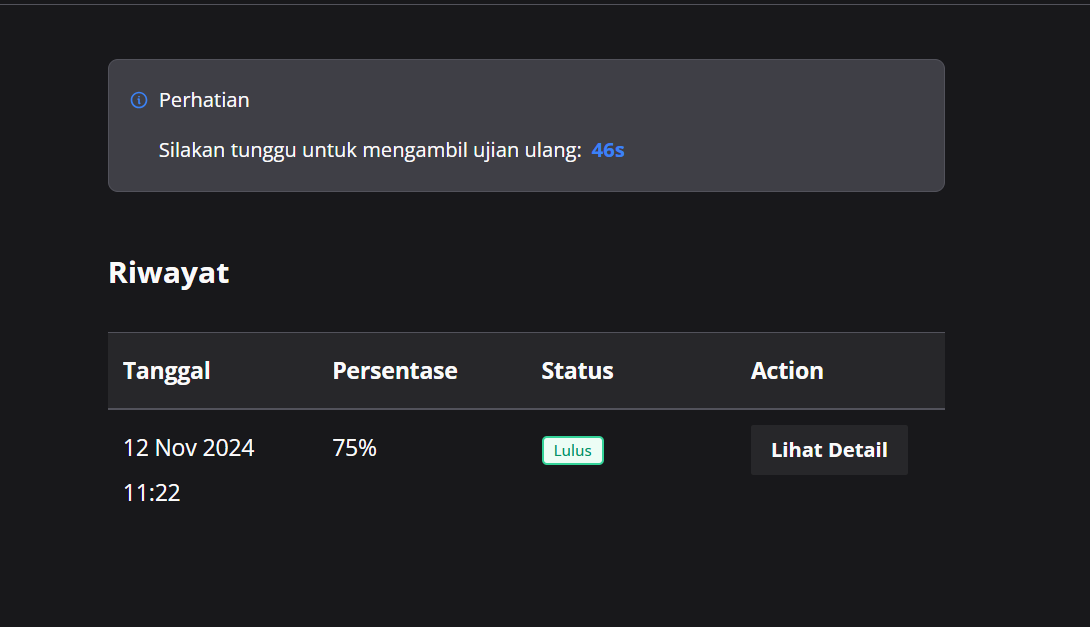 Perhatian
Silakan tunggu untuk mengambil ujian ulang: 46s
Riwayat
Tanggal Persentase Status Action
12 Nov 2024 75% Lulus Lihat Detail
11:22